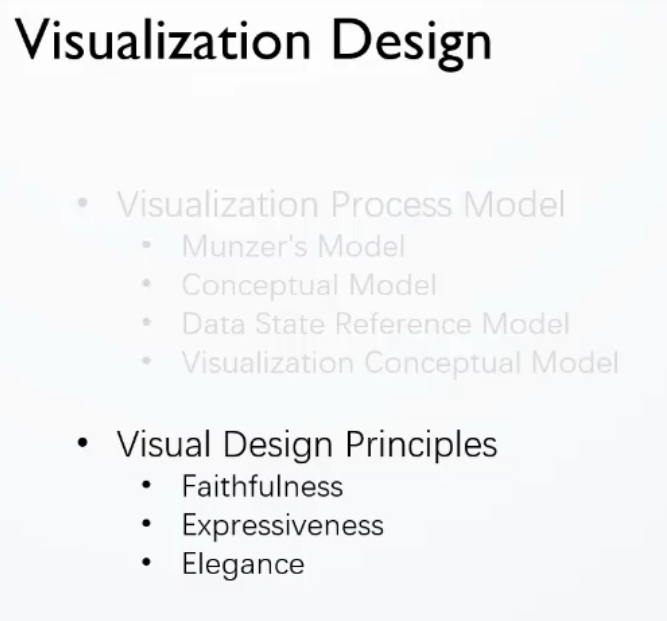 Visualization Design
• Visualization Process Model
• Munzer's Model
• Conceptual Model
• Data State Reference Model
• Visualization Conceptual Model
• Visual Design Principles
• Faithfulness
• Expressiveness
• Elegance